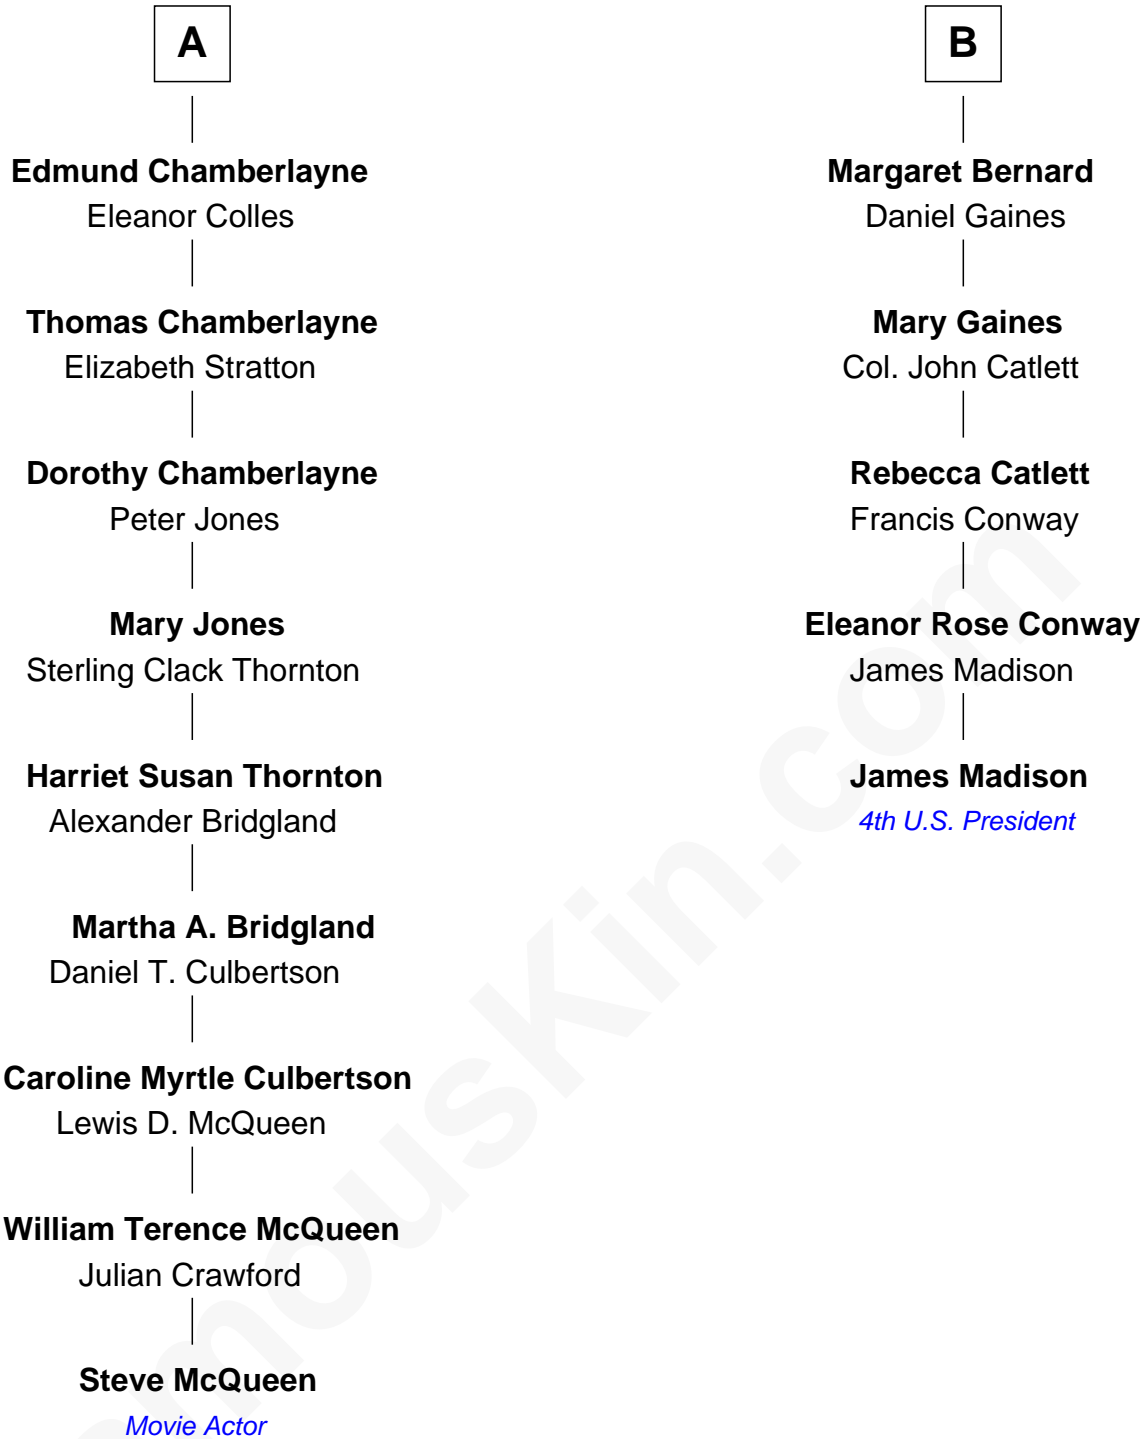 A
Edmund Chamberlayne
Eleanor Colles
Thomas Chamberlayne
Elizabeth Stratton
Dorothy Chamberlayne
Peter Jones
Mary Jones
Sterling Clack Thornton
Harriet Susan Thornton
Alexander Bridgland
Martha A. Bridgland
Daniel T. Culbertson
Caroline Myrtle Culbertson
Lewis D. McQueen
William Terence McQueen
Julian Crawford
Steve McQueen
Movie Actor
B
Margaret Bernard
Daniel Gaines
Mary Gaines
Col. John Catlett
Rebecca Catlett
Francis Conway
Eleanor Rose Conway
James Madison
James Madison
4th U.S. President
mousKin.com